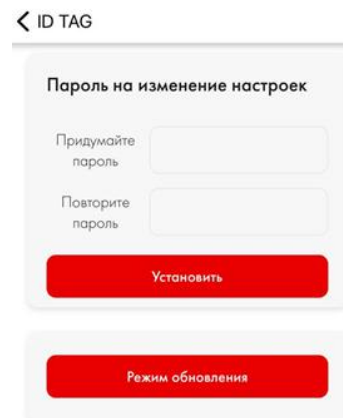 ID TAG
Пароль на изменение настроек
Придумайте
пароль
Повторите
пароль
Установить
Режим обновления